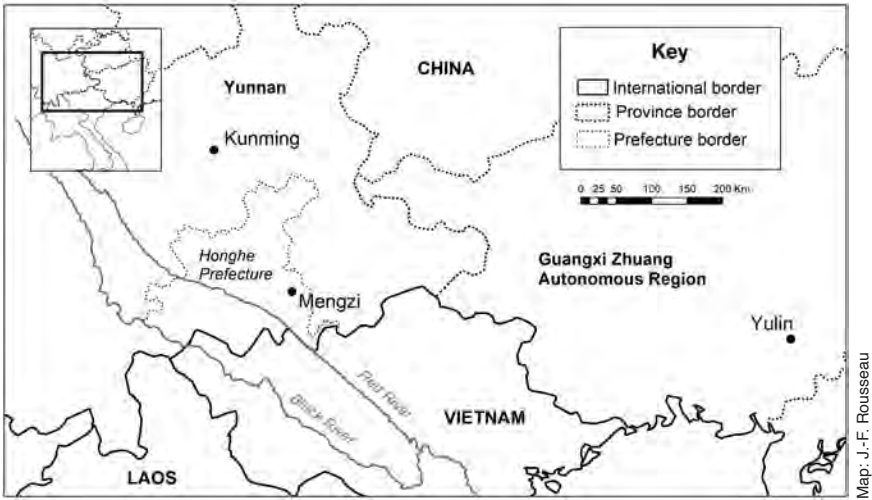 CHINA
Yunnan
Kunming
Key
International border
Province border
Prefecture border
0 25 50 100 150 200 Km
Honghe
Prefecture
Mengzi
Guangxi Zhuang
Autonomous Region
Yulin
Red River
Black River
VIETNAM
LAOS
Map: J.-F. Rousseau